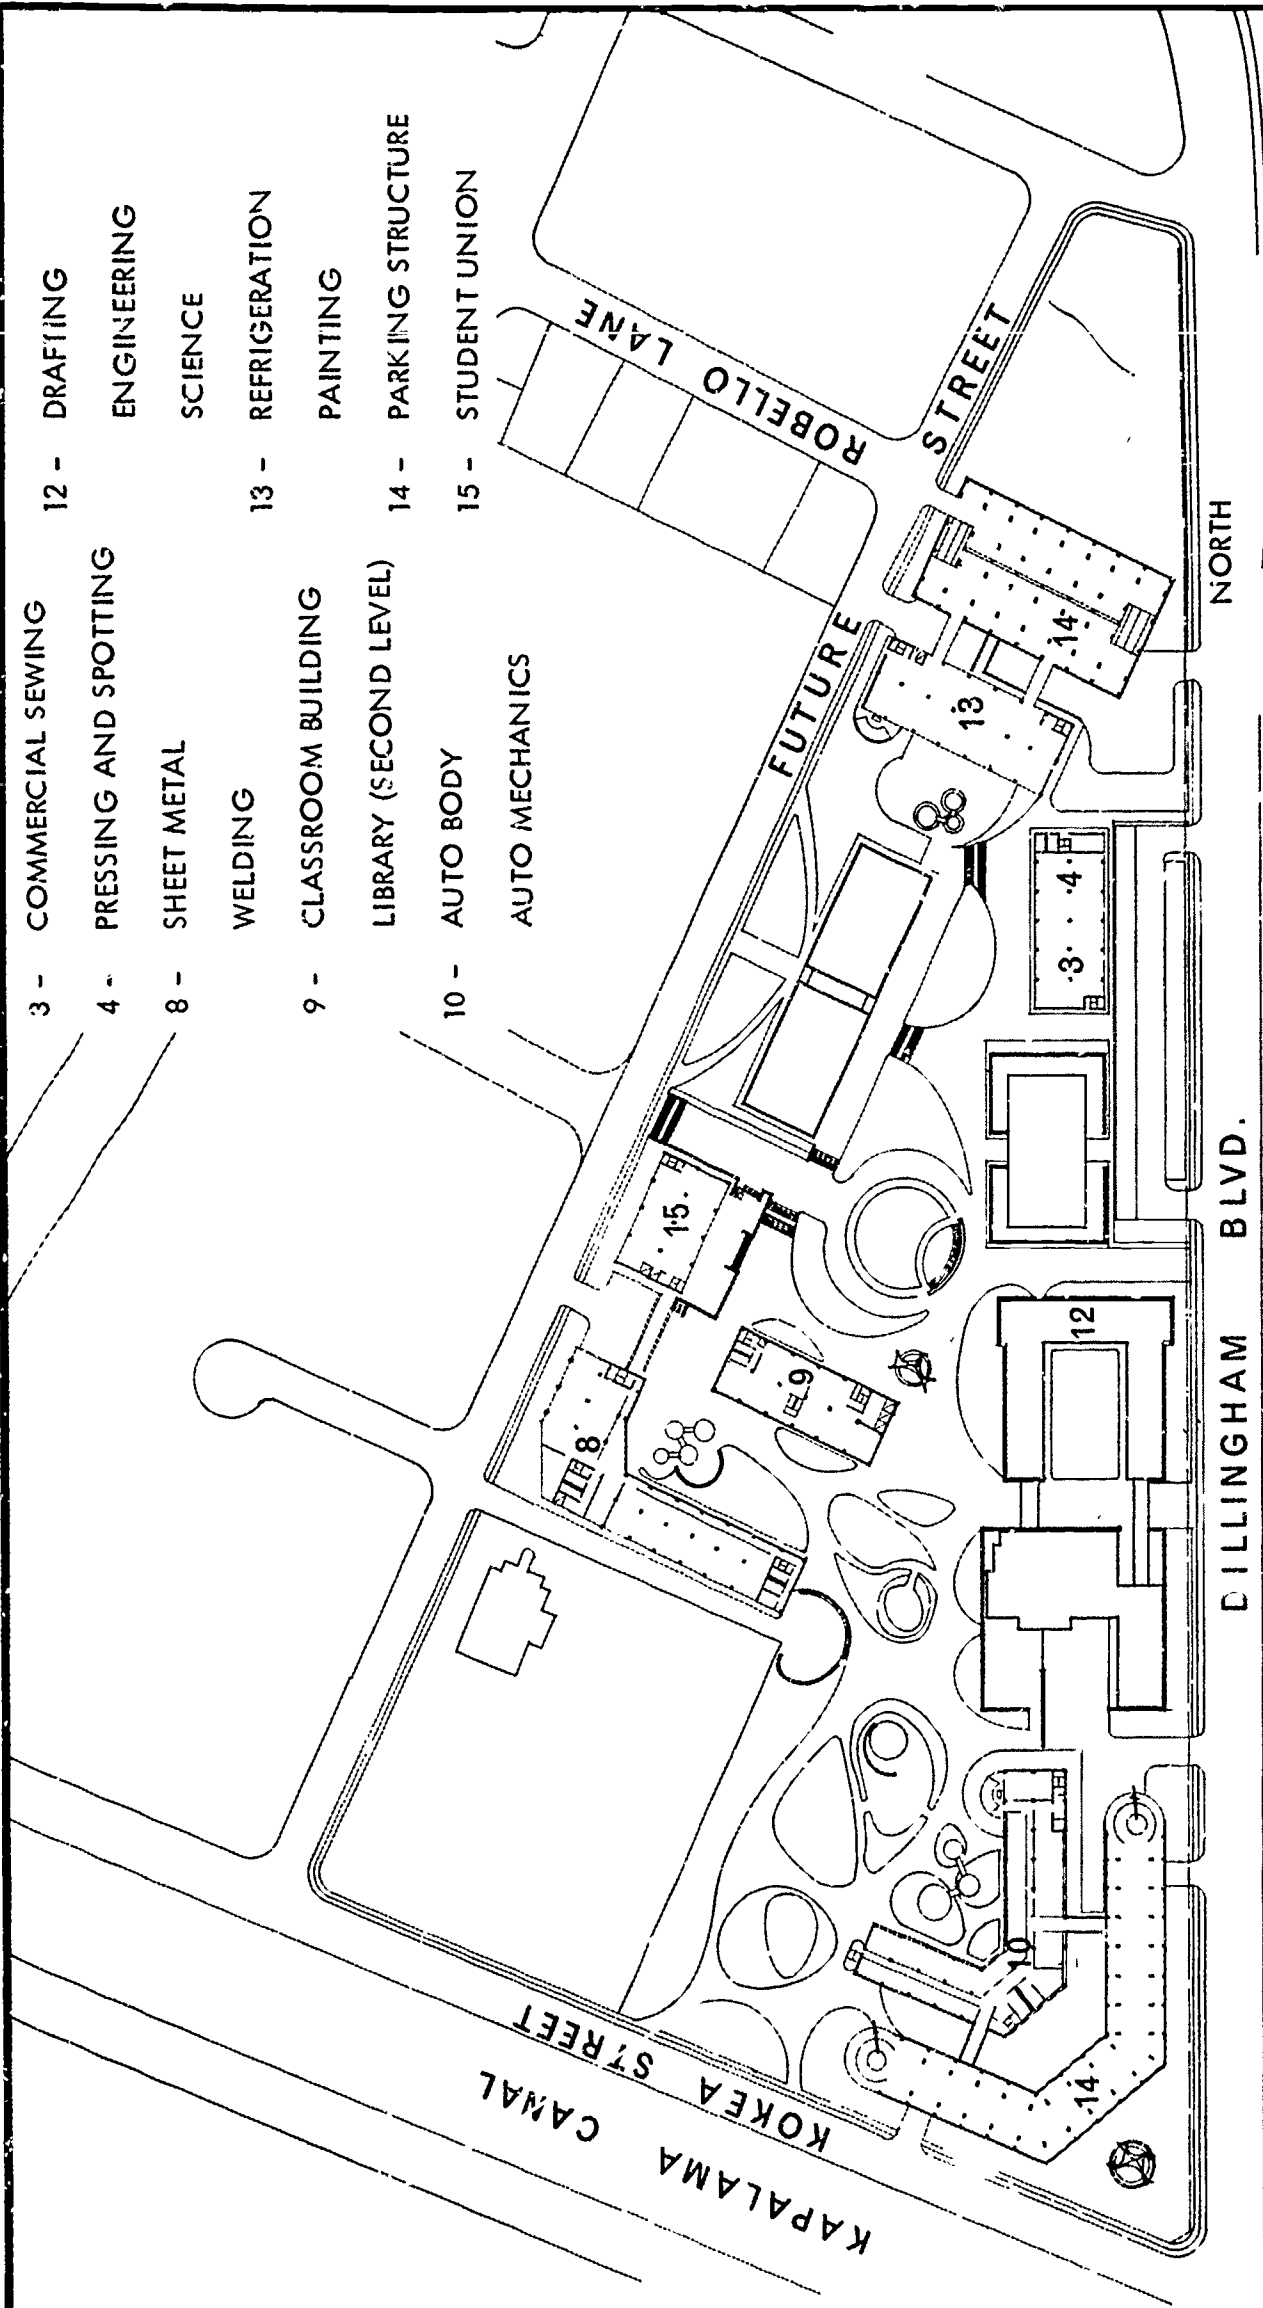 3 - COMMERCIAL SEWING
4 - PRESSING AND SPOTTING
8 - SHEET METAL
WELDING
9 - CLASSROOM BUILDING
LIBRARY (SECOND LEVEL)
10 - AUTO BODY
AUTO MECHANICS
12 - DRAFTING
ENGINEERING
SCIENCE
13 - REFRIGERATION
PAINTING
14 - PARKING STRUCTURE
15 - STUDENT UNION
ROBELLO LANE
FUTURE STREET
KOKEA STREET
KAPALAMA CANAL
DILLINGHAM BLVD.
NORTH
8
15
9
13
14
3
4
12
10
14